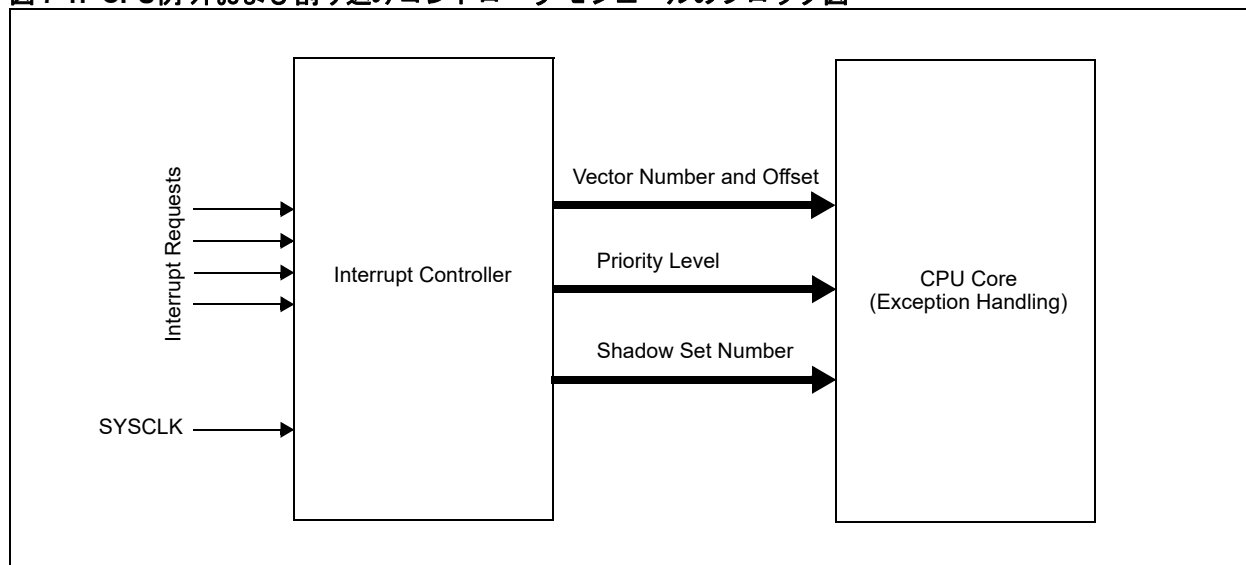 Interrupt Requests
SYSCLK
Interrupt Controller
Vector Number and Offset
Priority Level
Shadow Set Number
CPU Core
(Exception Handling)